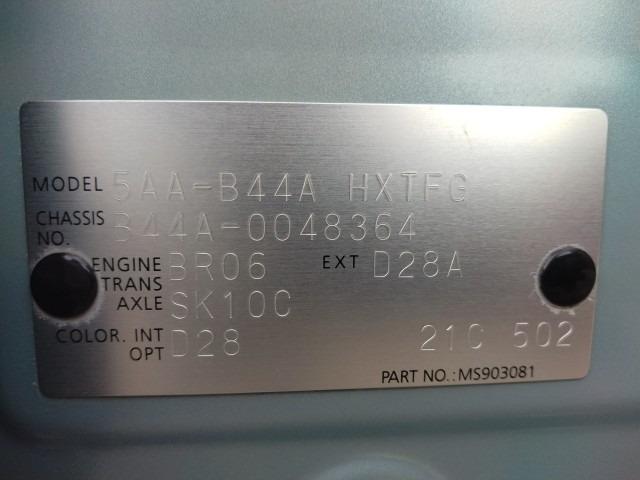 MODEL 5AA-B44A HXTFG
CHASSIS NO. B44A-0048364
ENGINE BR06 EXT D28A
TRANS AXLE SK10C
COLOR. INT D28 21C 502
OPT
PART NO.:MS903081